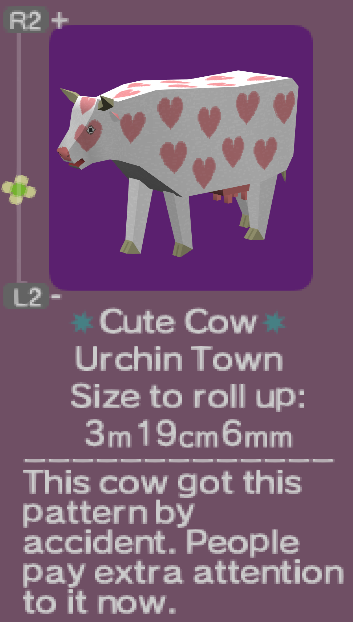 R2 +
L2 -
Cute Cow
Urchin Town
Size to roll up:
3m19cm6mm
This cow got this
pattern by
accident. People
pay extra attention
to it now.